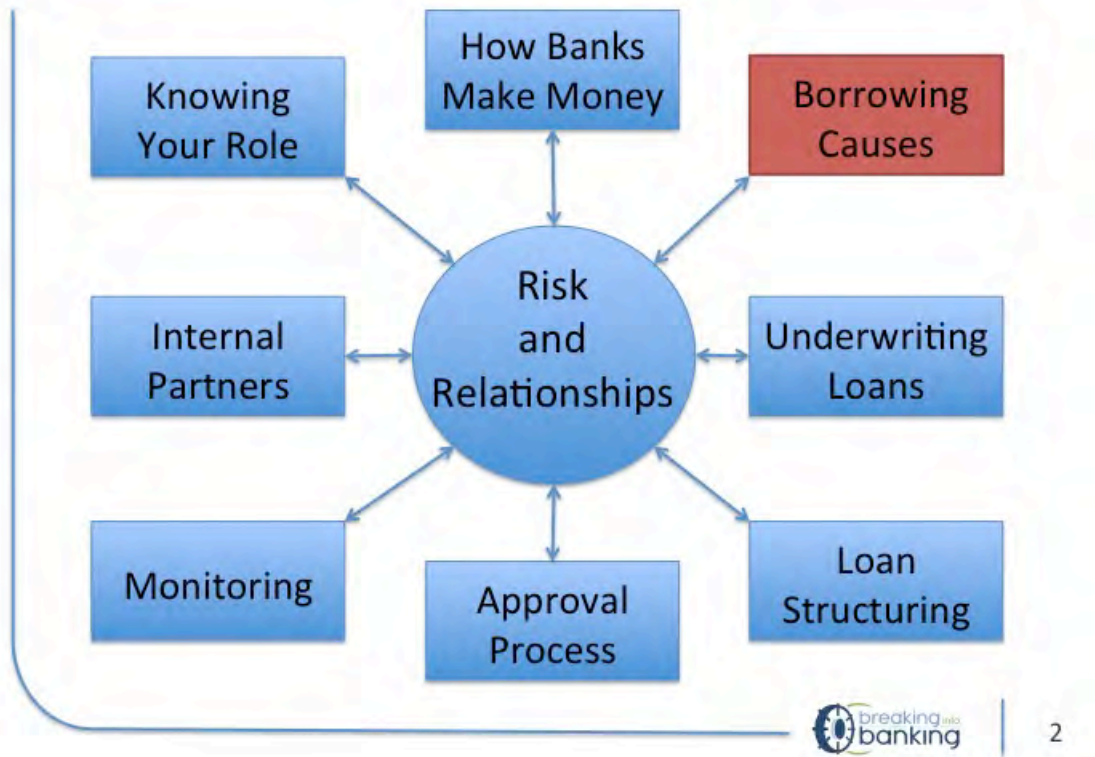 How Banks
Make Money
Knowing
Your Role
Borrowing
Causes
Risk
and
Relationships
Internal
Partners
Underwriting
Loans
Monitoring
Approval
Process
Loan
Structuring
breaking into
banking
2